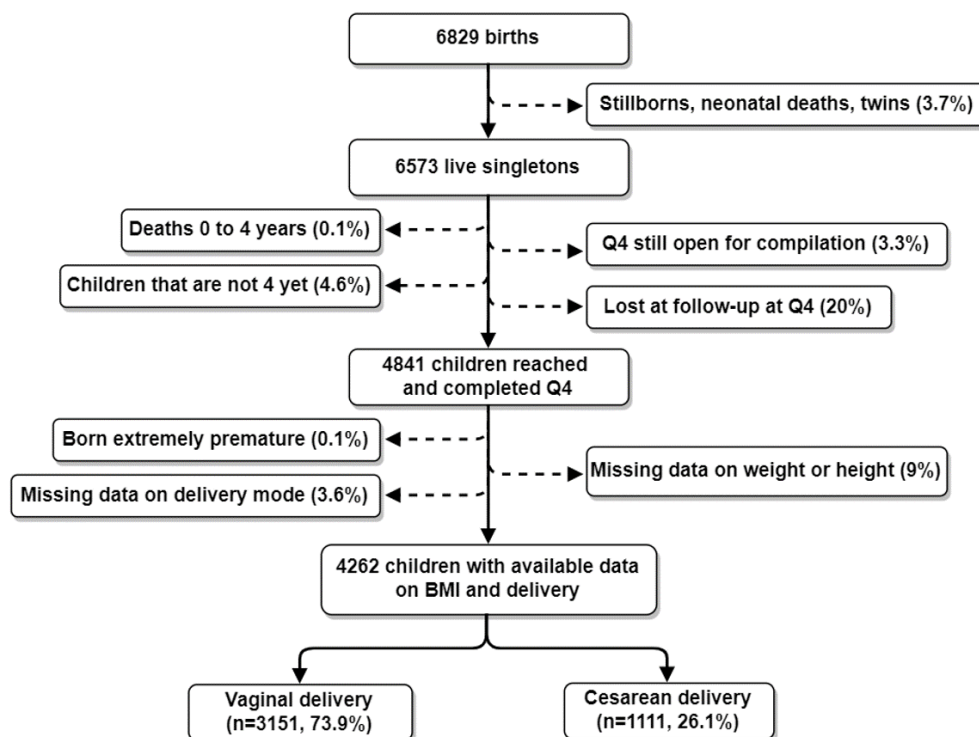 6829 births
Stillborns, neonatal deaths, twins (3.7%)
6573 live singletons
Deaths 0 to 4 years (0.1%)
Q4 still open for compilation (3.3%)
Children that are not 4 yet (4.6%)
Lost at follow-up at Q4 (20%)
4841 children reached
and completed Q4
Born extremely premature (0.1%)
Missing data on weight or height (9%)
Missing data on delivery mode (3.6%)
4262 children with available data
on BMI and delivery
Vaginal delivery
(n=3151, 73.9%)
Cesarean delivery
(n=1111, 26.1%)